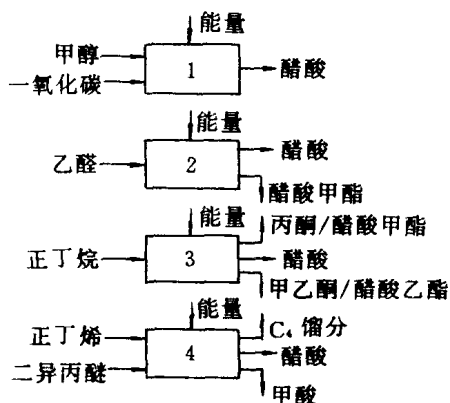 能量
甲醇
一氧化碳
1
醋酸
能量
乙醛
2
醋酸
醋酸甲酯
能量
正丁烷
3
丙酮/醋酸甲酯
醋酸
甲乙酮/醋酸乙酯
能量
正丁烯
二异丙醚
4
C₄馏分
醋酸
甲酸